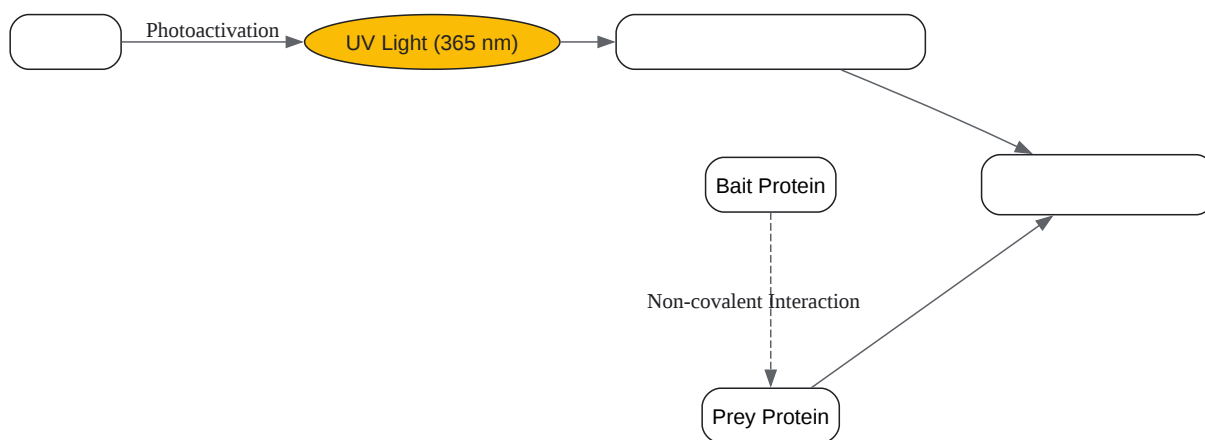 Photoactivation
UV Light (365 nm)
Bait Protein
Non-covalent Interaction
Prey Protein